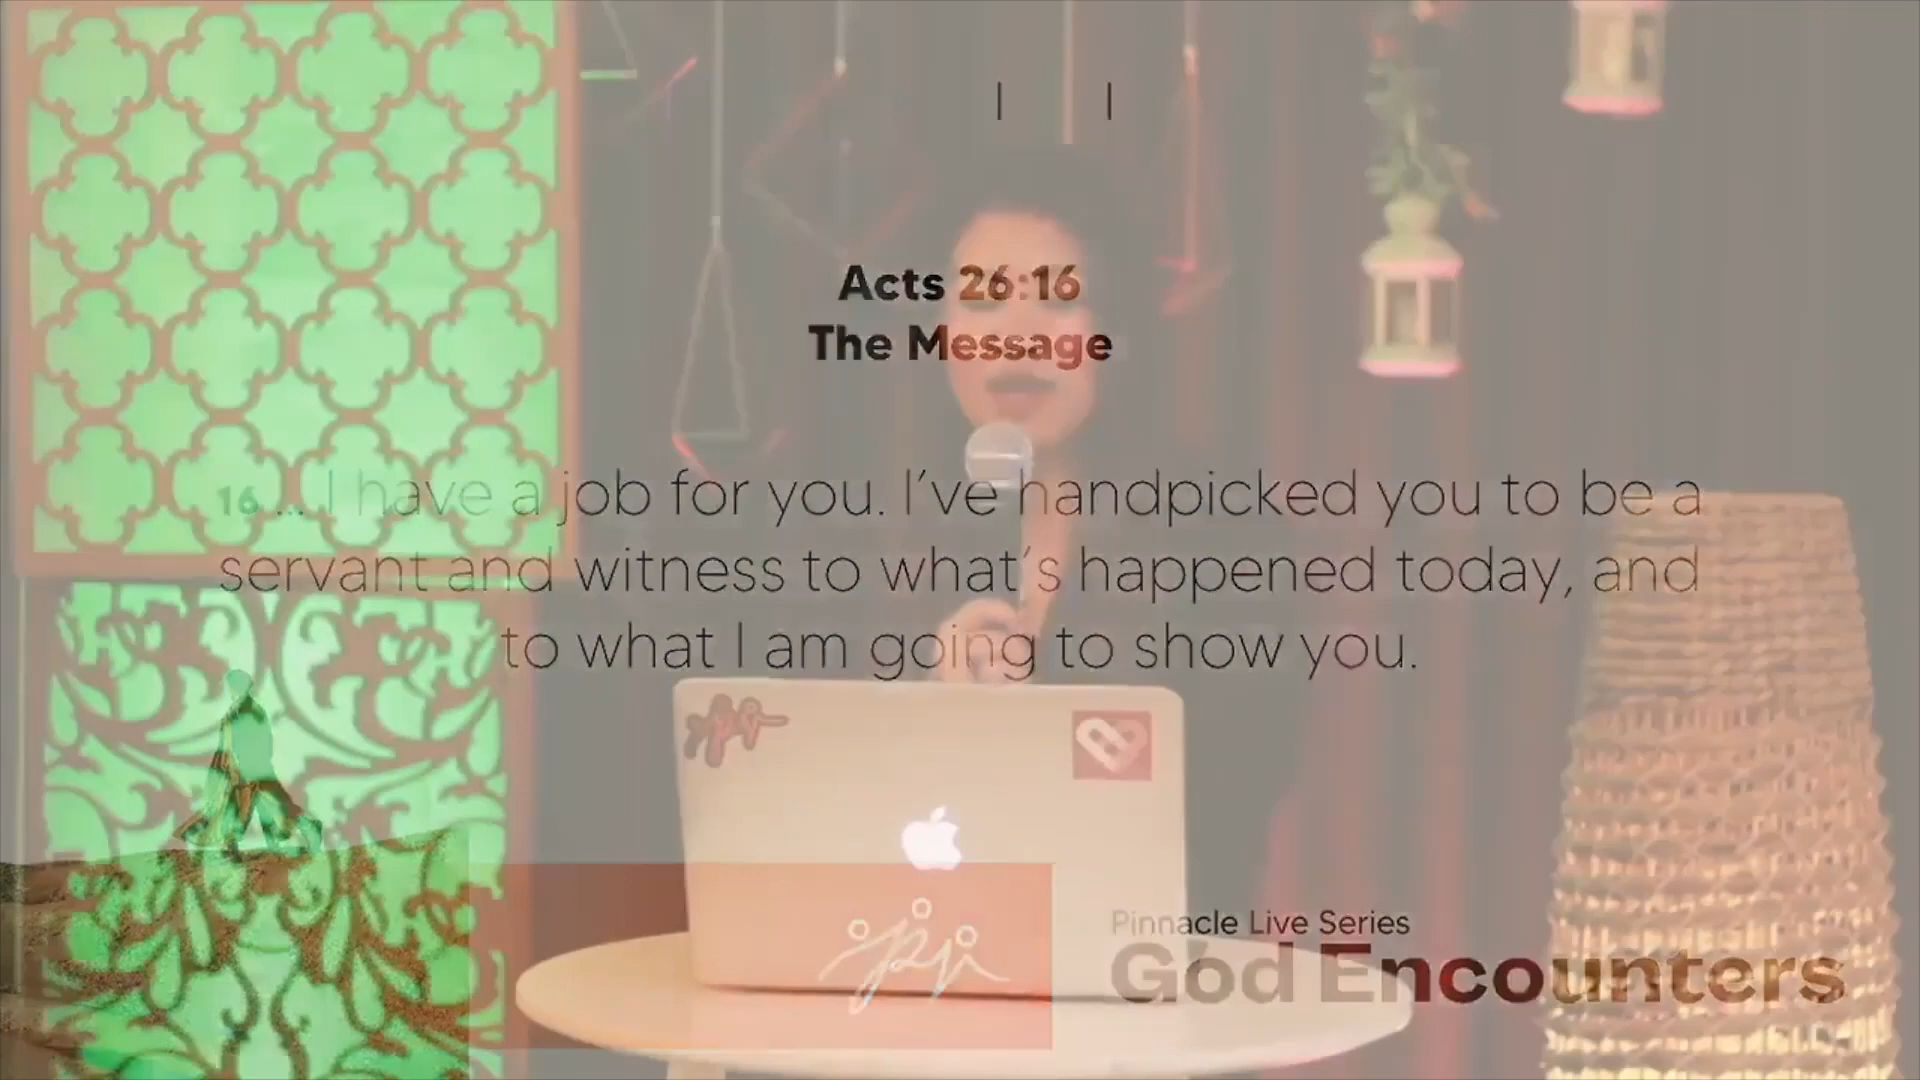 Acts 26:16
The Message
16 ... I have a job for you. I've handpicked you to be a
servant and witness to what's happened today, and
to what I am going to show you.
Pinnacle Live Series
God Encounters